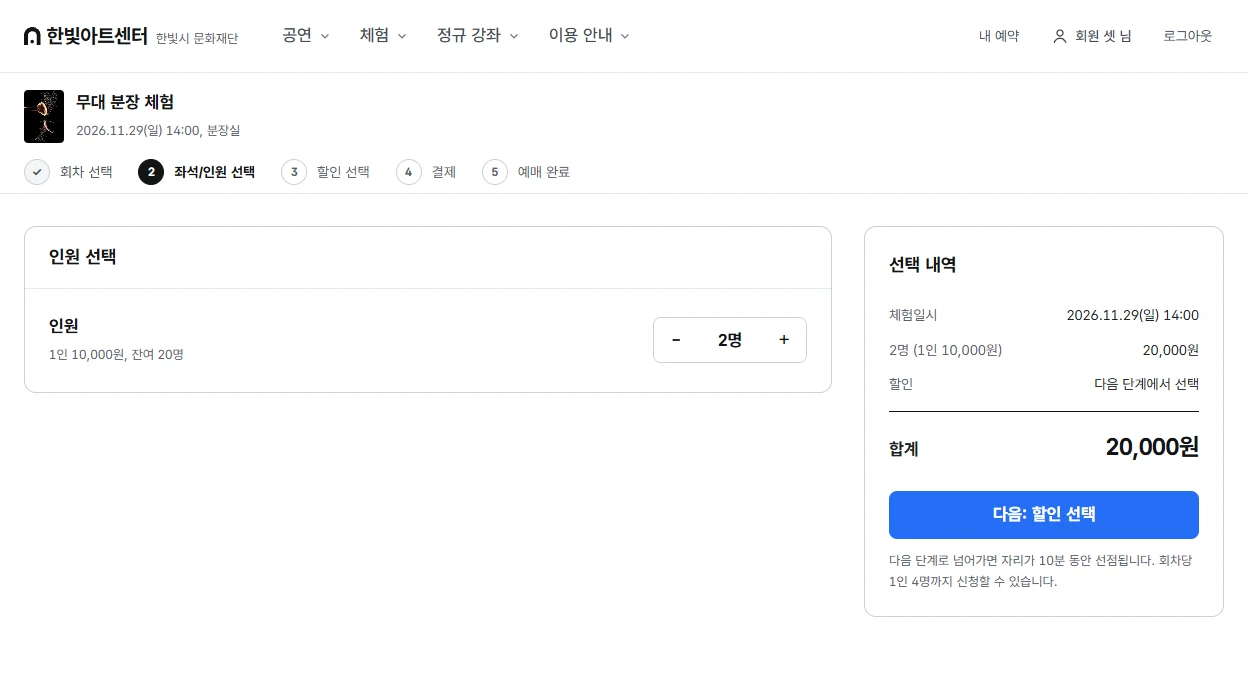 한빛아트센터 한빛시 문화재단 공연 체험 정규 강좌 이용 안내 내 예약 회원 셋 님 로그아웃
무대 분장 체험
2026.11.29(일) 14:00, 분장실
회차 선택 2 좌석/인원 선택 3 할인 선택 4 결제 5 예매 완료
인원 선택
인원
1인 10,000원, 잔여 20명
- 2명 +
선택 내역
체험일시 2026.11.29(일) 14:00
2명 (1인 10,000원) 20,000원
할인 다음 단계에서 선택
합계 20,000원
다음: 할인 선택
다음 단계로 넘어가면 자리가 10분 동안 선점됩니다. 회차당
1인 4명까지 신청할 수 있습니다.